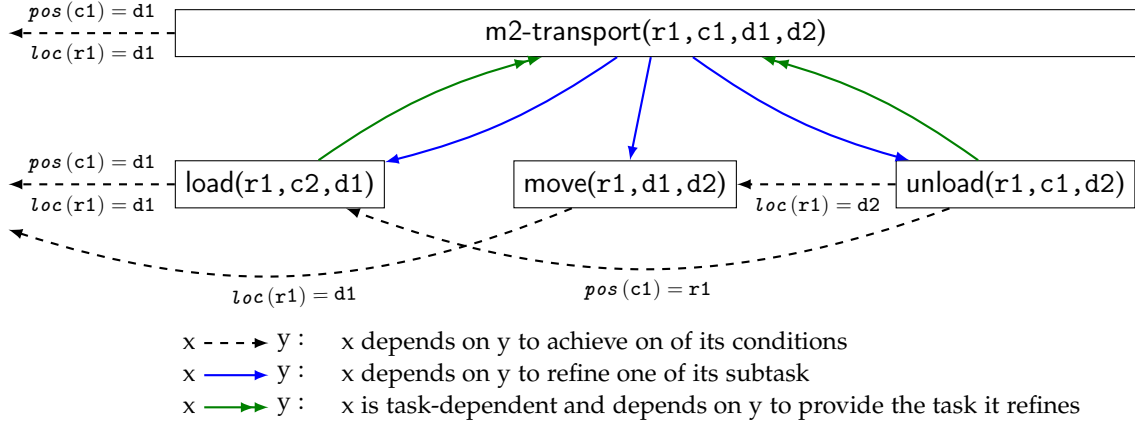 pos(c1) = d1
loc(r1) = d1
m2-transport(r1,c1,d1,d2)
pos(c1) = d1
loc(r1) = d1
load(r1,c2,d1)
move(r1,d1,d2)
loc(r1) = d2
unload(r1,c1,d2)
loc(r1) = d1
pos(c1) = r1
x y : x depends on y to achieve on of its conditions
x y : x depends on y to refine one of its subtask
x y : x is task-dependent and depends on y to provide the task it refines